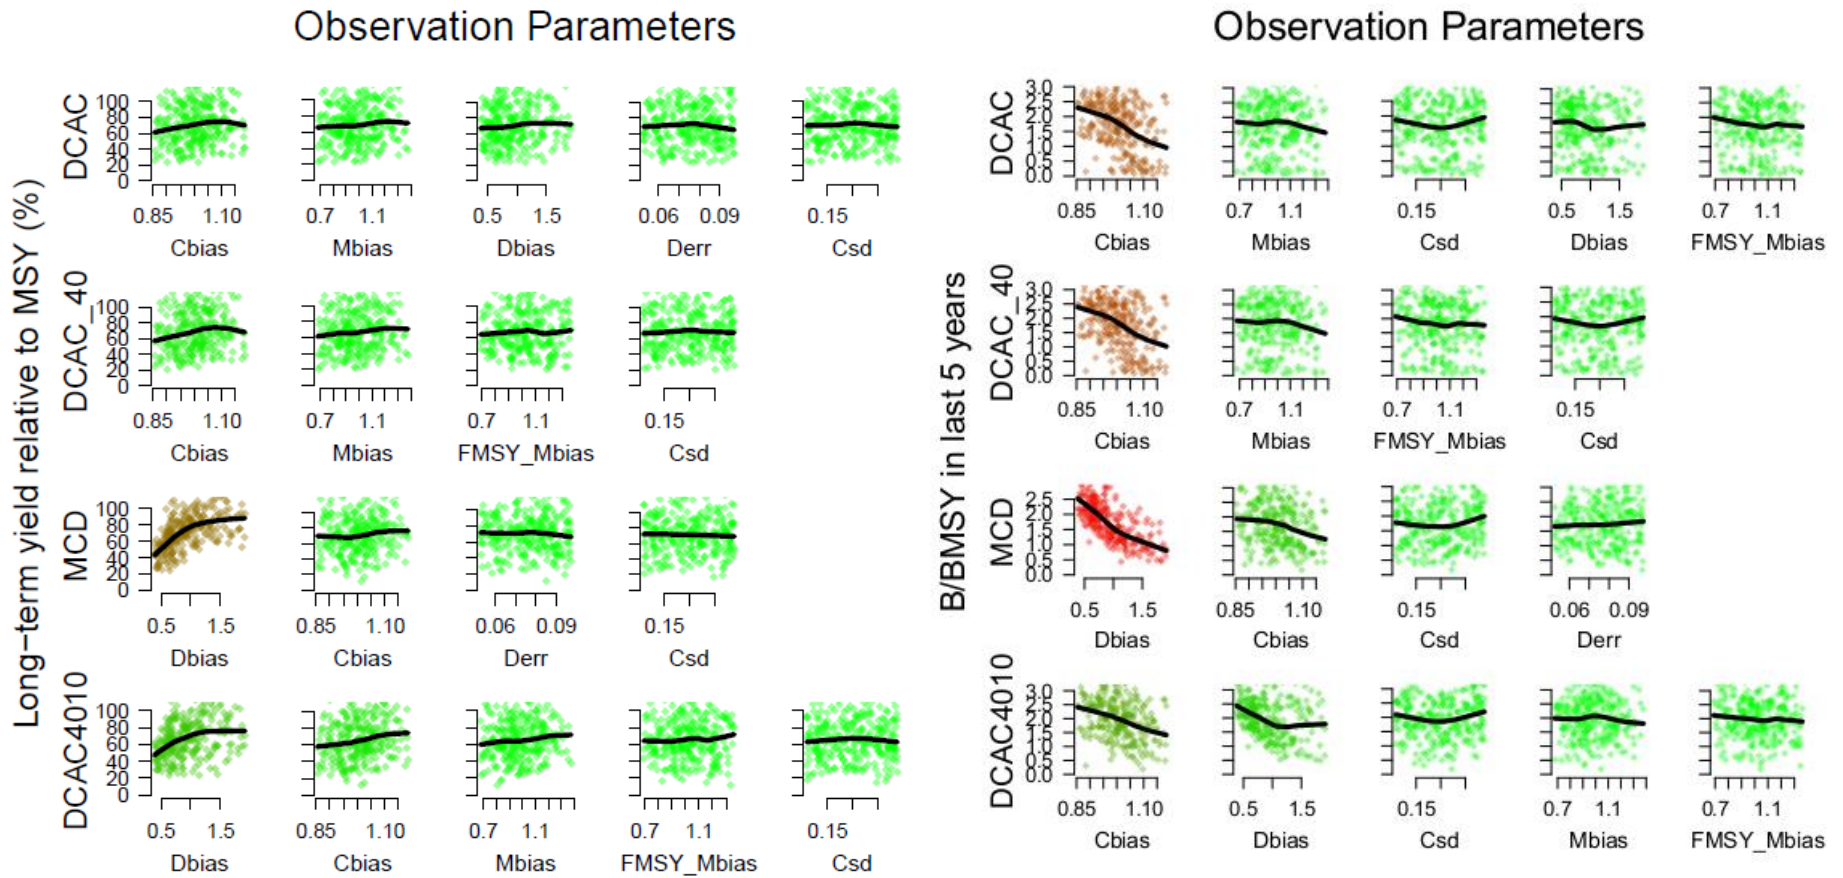 Observation Parameters
Long-term yield relative to MSY (%)
DCAC
100
80
60
40
20
0
0.85 1.10
Cbias
0.7 1.1
Mbias
0.5 1.5
Dbias
0.06 0.09
Derr
0.15
Csd
DCAC_40
100
80
60
40
20
0
0.85 1.10
Cbias
0.7 1.1
Mbias
0.7 1.1
FMSY_Mbias
0.15
Csd
MCD
100
80
60
40
20
0
0.5 1.5
Dbias
0.85 1.10
Cbias
0.06 0.09
Derr
0.15
Csd
DCAC4010
100
80
60
40
20
0
0.5 1.5
Dbias
0.85 1.10
Cbias
0.7 1.1
Mbias
0.7 1.1
FMSY_Mbias
0.15
Csd
Observation Parameters
B/BMSY in last 5 years
DCAC
3.0
2.5
2.0
1.5
1.0
0.5
0.0
0.85 1.10
Cbias
0.7 1.1
Mbias
0.15
Csd
0.5 1.5
Dbias
0.7 1.1
FMSY_Mbias
DCAC_40
3.0
2.5
2.0
1.5
1.0
0.5
0.0
0.85 1.10
Cbias
0.7 1.1
Mbias
0.7 1.1
FMSY_Mbias
0.15
Csd
MCD
2.5
2.0
1.5
1.0
0.5
0.0
0.5 1.5
Dbias
0.85 1.10
Cbias
0.15
Csd
0.06 0.09
Derr
DCAC4010
3.0
2.5
2.0
1.5
1.0
0.5
0.0
0.85 1.10
Cbias
0.5 1.5
Dbias
0.15
Csd
0.7 1.1
Mbias
0.7 1.1
FMSY_Mbias